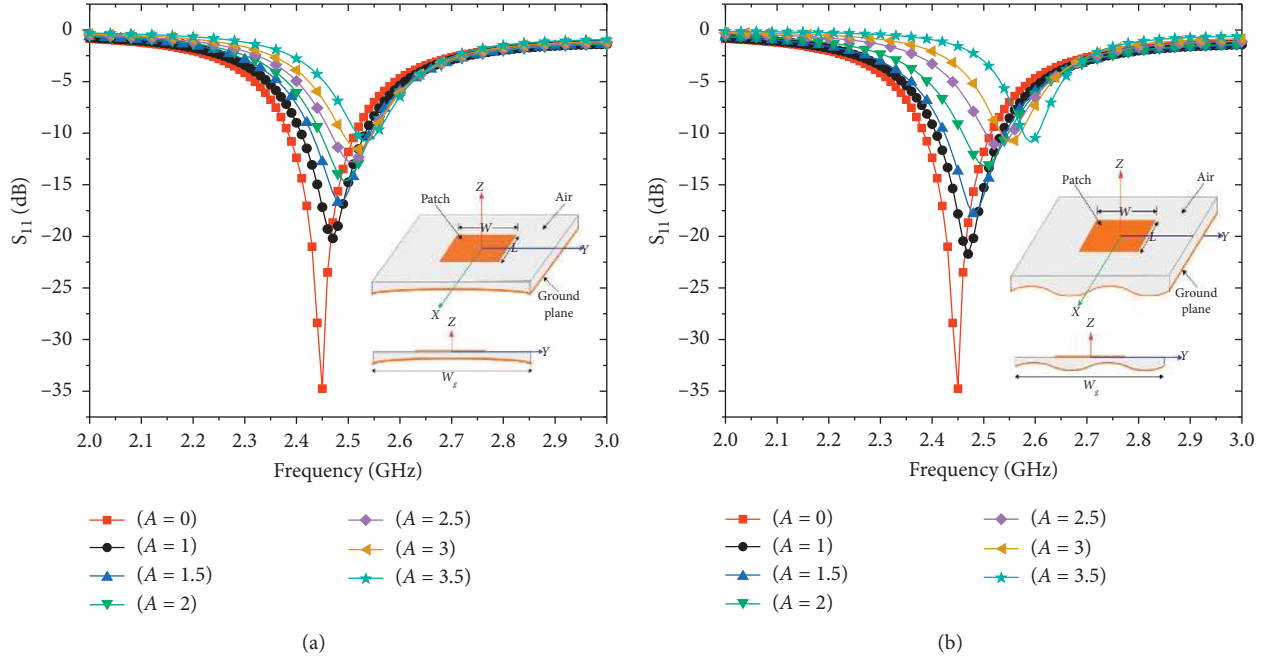 0
−5
−10
−15
−20
−25
−30
−35
S11 (dB)
2.0 2.1 2.2 2.3 2.4 2.5 2.6 2.7 2.8 2.9 3.0
Frequency (GHz)
Patch
Z
Air
W
L
Y
X
Ground
plane
Z
Y
Wg
(A = 0)
(A = 1)
(A = 1.5)
(A = 2)
(A = 2.5)
(A = 3)
(A = 3.5)
(a)
0
−5
−10
−15
−20
−25
−30
−35
S11 (dB)
2.0 2.1 2.2 2.3 2.4 2.5 2.6 2.7 2.8 2.9 3.0
Frequency (GHz)
Patch
Z
Air
W
L
Y
X
Ground
plane
Z
Y
Wg
(A = 0)
(A = 1)
(A = 1.5)
(A = 2)
(A = 2.5)
(A = 3)
(A = 3.5)
(b)